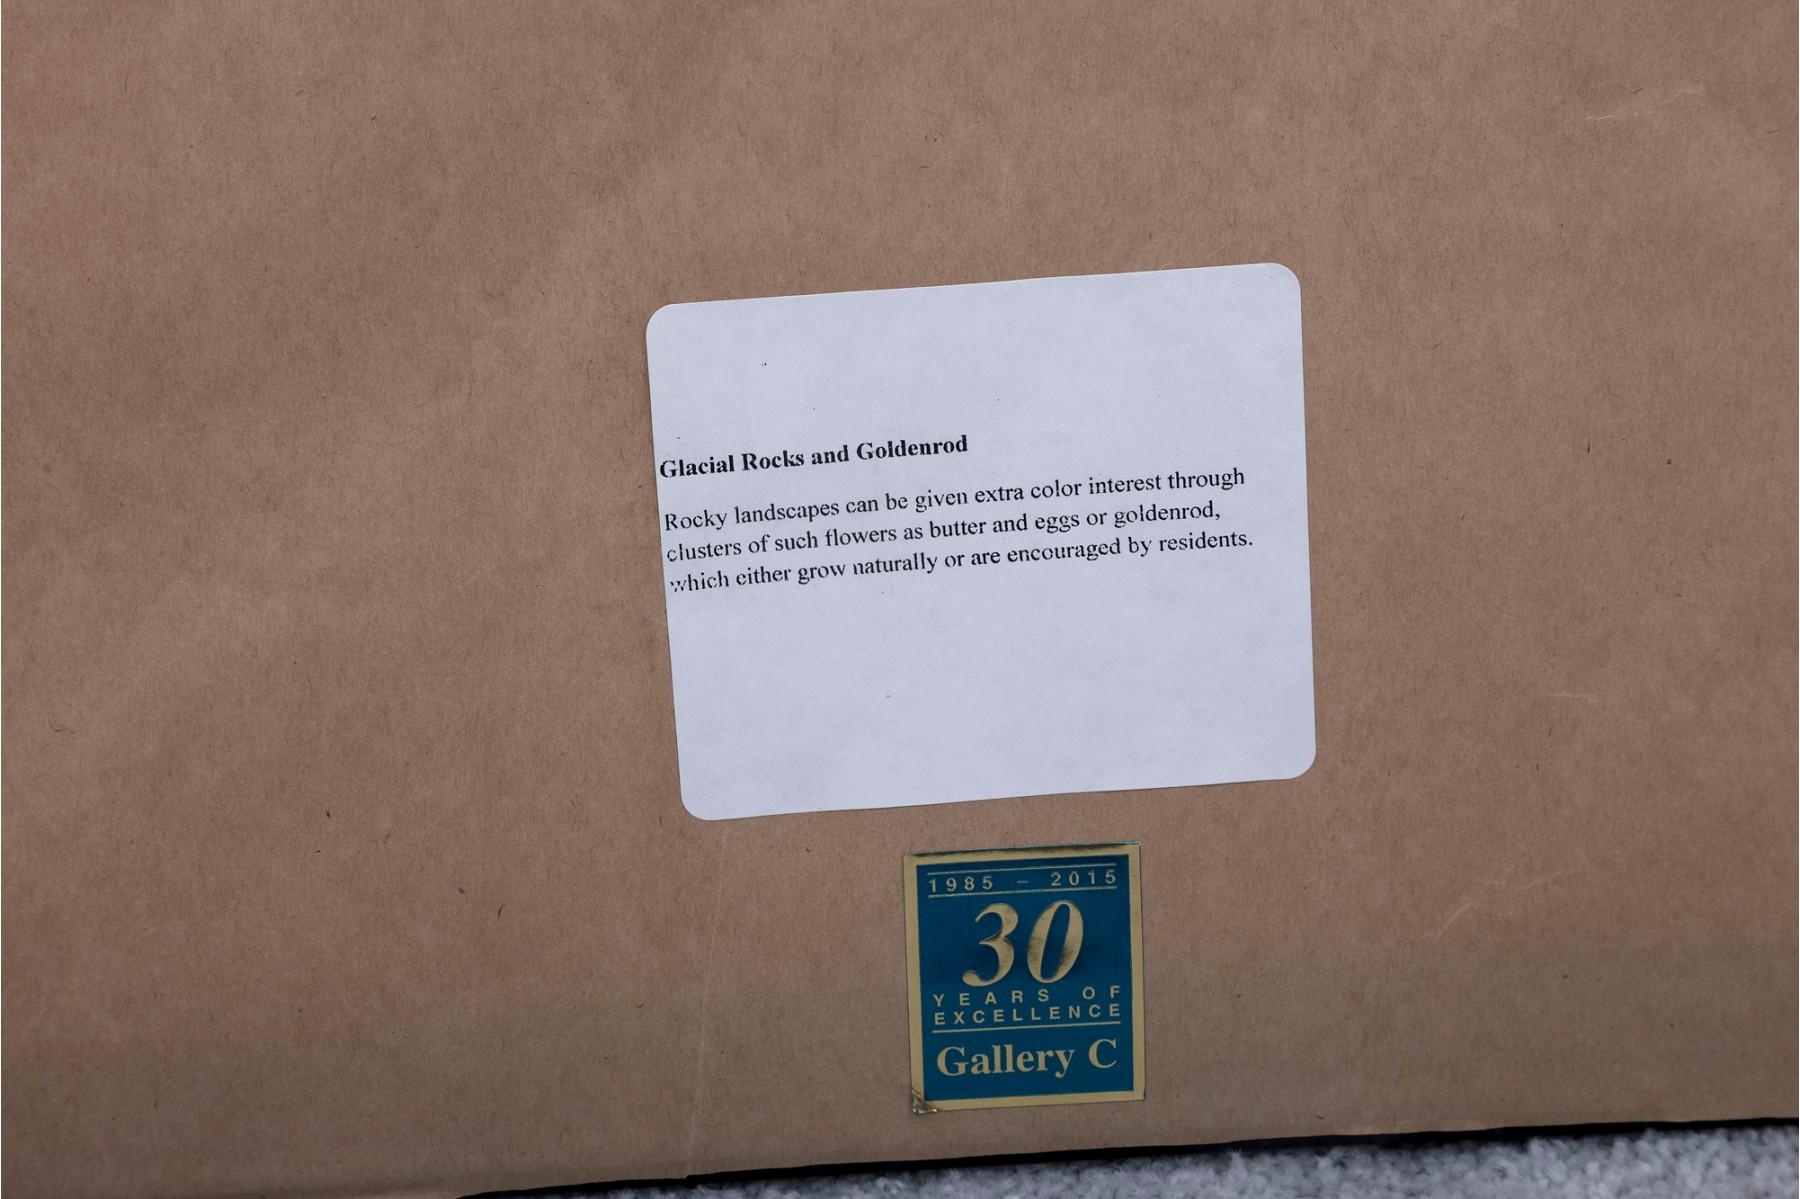 Glacial Rocks and Goldenrod
Rocky landscapes can be given extra color interest through
clusters of such flowers as butter and eggs or goldenrod,
which either grow naturally or are encouraged by residents.
1985 - 2015
30
YEARS OF
EXCELLENCE
Gallery C